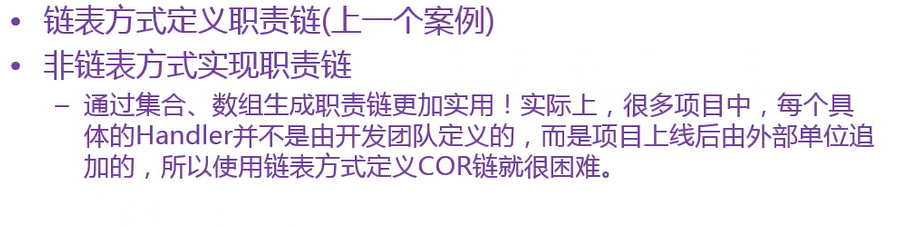 • 链表方式定义职责链(上一个案例)
• 非链表方式实现职责链
– 通过集合、数组生成职责链更加实用！实际上，很多项目中，每个具
体的Handler并不是由开发团队定义的，而是项目上线后由外部单位追
加的，所以使用链表方式定义COR链就很困难。